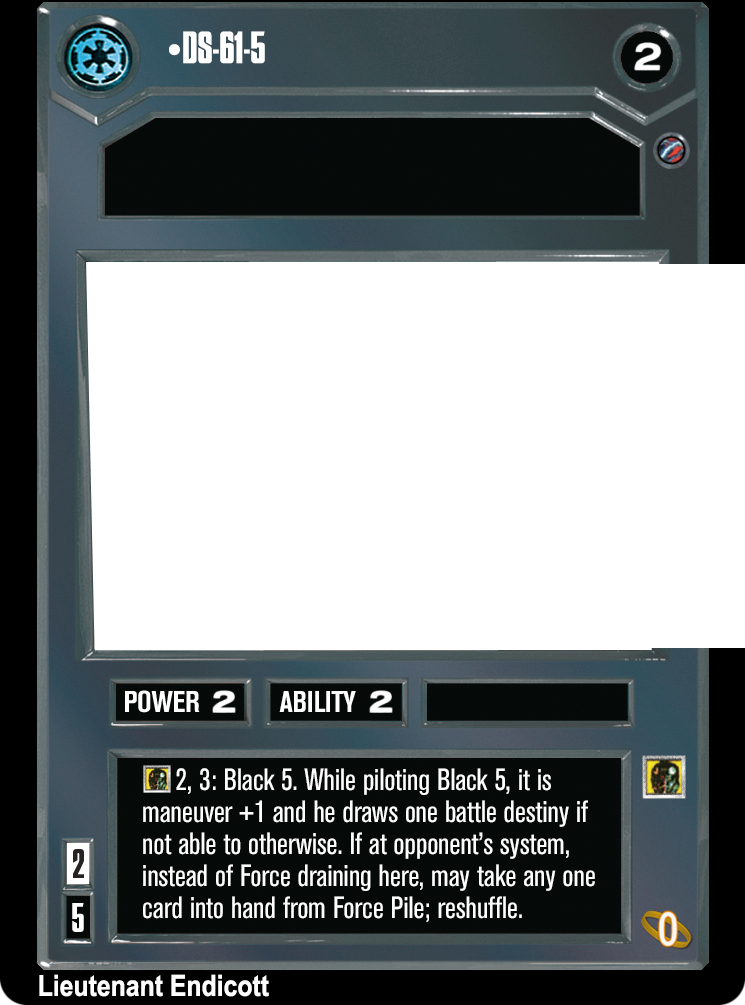 •DS-61-5
2
POWER 2
ABILITY 2
2, 3: Black 5. While piloting Black 5, it is
maneuver +1 and he draws one battle destiny if
not able to otherwise. If at opponent's system,
instead of Force draining here, may take any one
card into hand from Force Pile; reshuffle.
2
5
0
Lieutenant Endicott